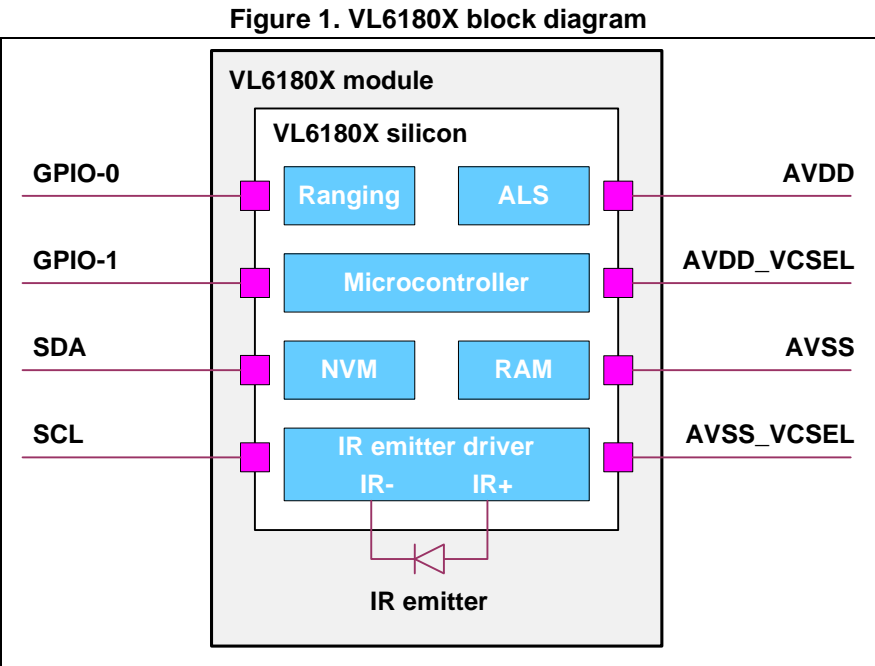 Figure 1. VL6180X block diagram
VL6180X module
VL6180X silicon
GPIO-0
Ranging
ALS
AVDD
GPIO-1
Microcontroller
AVDD_VCSEL
SDA
NVM
RAM
AVSS
SCL
IR emitter driver
AVSS_VCSEL
IR-
IR+
IR emitter